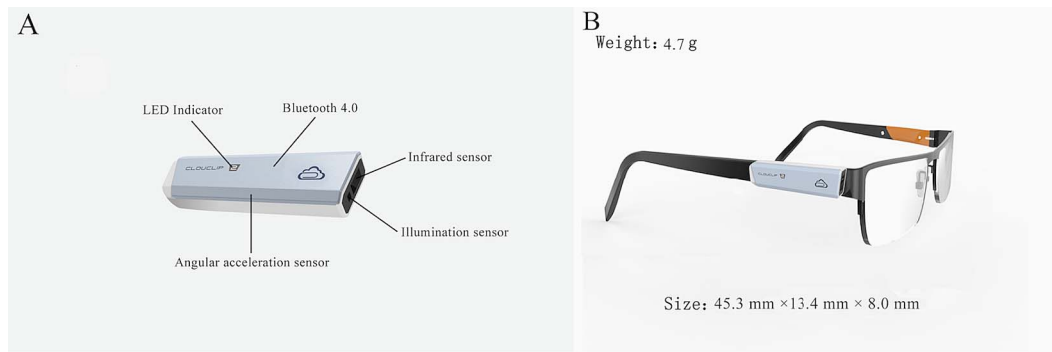 A
LED Indicator
Bluetooth 4.0
Infrared sensor
CLOUCLIP
Illumination sensor
Angular acceleration sensor
B
Weight: 4.7 g
CLOUCLIP
Size: 45.3 mm ×13.4 mm × 8.0 mm